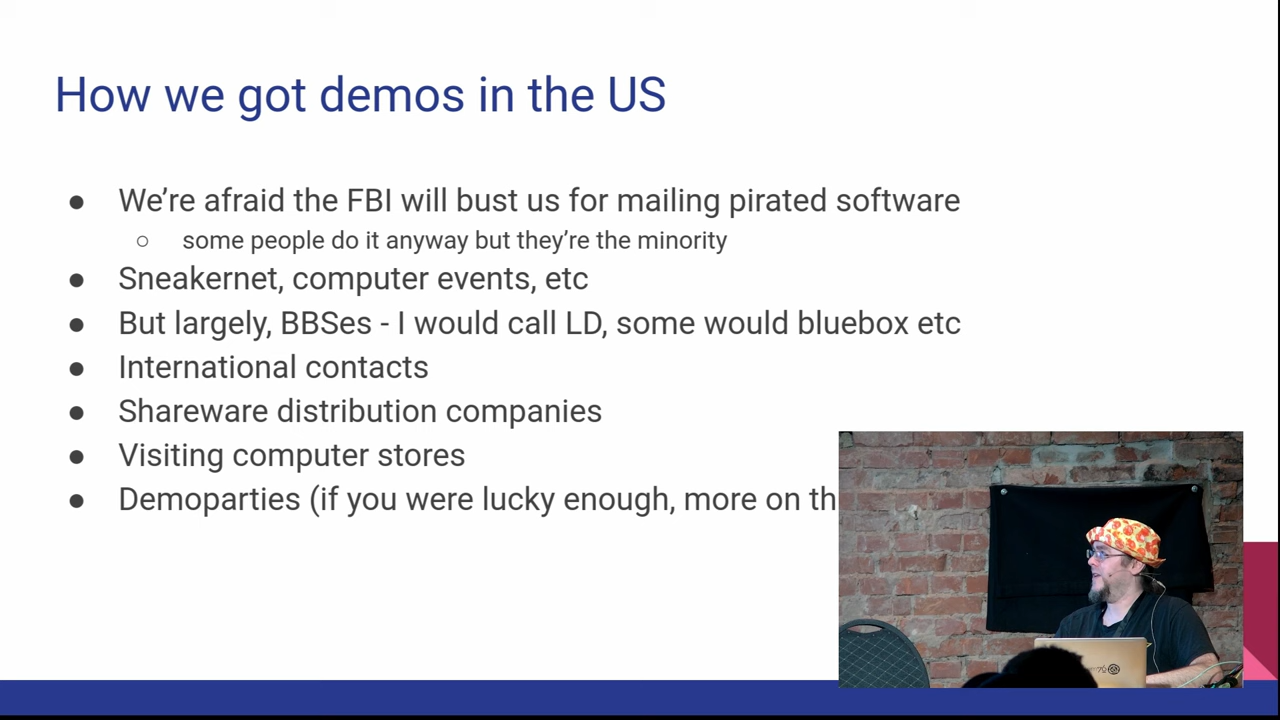 How we got demos in the US
● We’re afraid the FBI will bust us for mailing pirated software
○ some people do it anyway but they’re the minority
● Sneakernet, computer events, etc
● But largely, BBSes - I would call LD, some would bluebox etc
● International contacts
● Shareware distribution companies
● Visiting computer stores
● Demoparties (if you were lucky enough, more on th